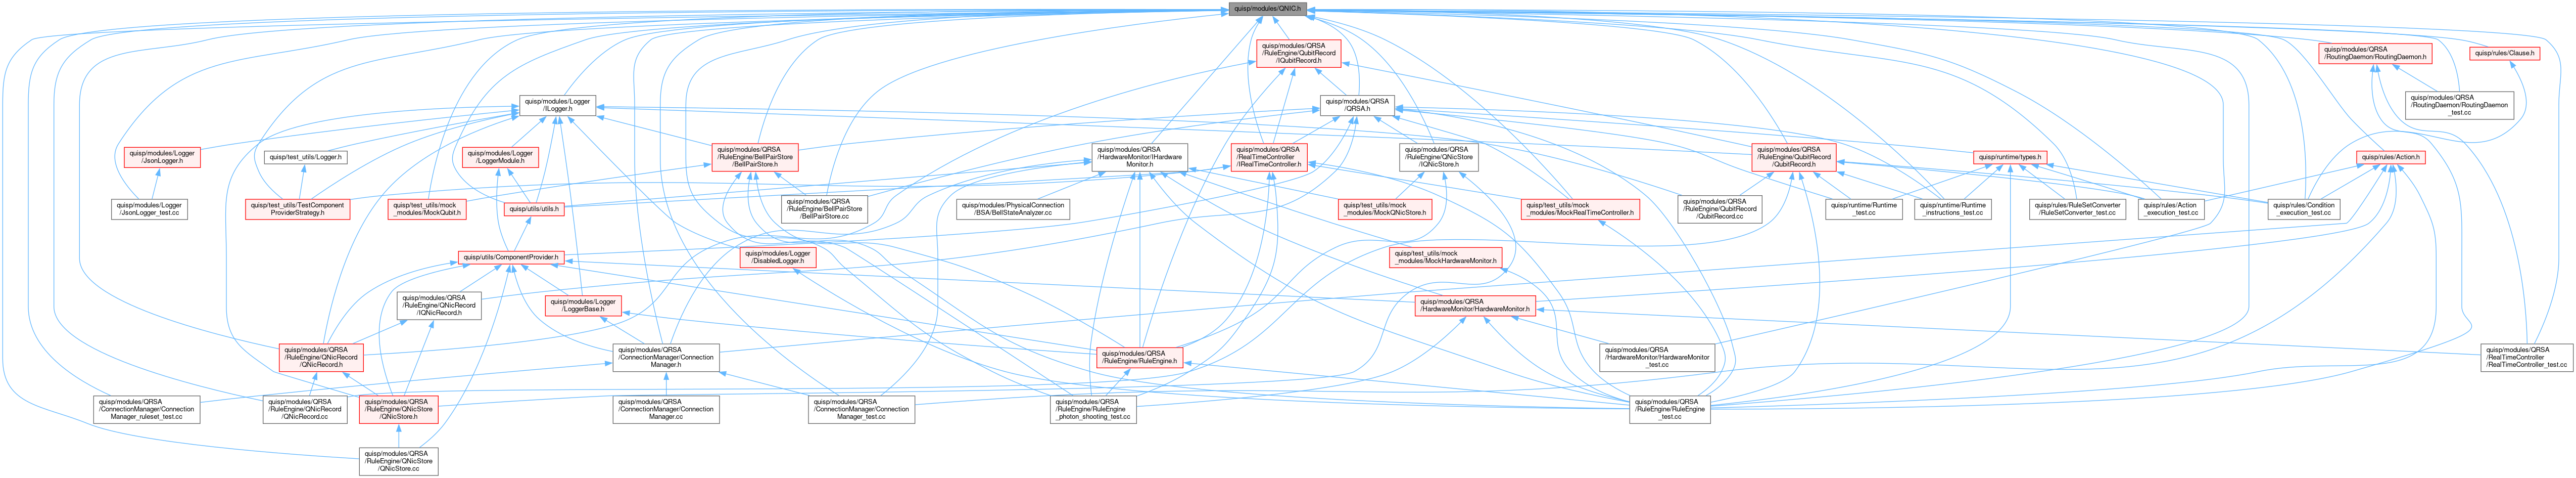 quisp/modules/QNIC.h
quisp/modules/QRSA
/RuleEngine/QubitRecord
/IQubitRecord.h
quisp/modules/QRSA
/RoutingDaemon/RoutingDaemon.h
quisp/rules/Clause.h
quisp/modules/Logger
/ILogger.h
quisp/modules/QRSA
/QRSA.h
quisp/modules/QRSA
/RoutingDaemon/RoutingDaemon
_test.cc
quisp/modules/Logger
/JsonLogger.h
quisp/test_utils/Logger.h
quisp/modules/Logger
/LoggerModule.h
quisp/modules/QRSA
/RuleEngine/BellPairStore
/BellPairStore.h
quisp/modules/QRSA
/HardwareMonitor/IHardware
Monitor.h
quisp/modules/QRSA
/RealTimeController
/IRealTimeController.h
quisp/modules/QRSA
/RuleEngine/QNicStore
/IQNicStore.h
quisp/modules/QRSA
/RuleEngine/QubitRecord
/QubitRecord.h
quisp/runtime/types.h
quisp/rules/Action.h
quisp/modules/Logger
/JsonLogger_test.cc
quisp/test_utils/TestComponent
ProviderStrategy.h
quisp/test_utils/mock
_modules/MockQubit.h
quisp/utils/utils.h
quisp/modules/QRSA
/RuleEngine/BellPairStore
/BellPairStore.cc
quisp/modules/PhysicalConnection
/BSA/BellStateAnalyzer.cc
quisp/test_utils/mock
_modules/MockQNicStore.h
quisp/test_utils/mock
_modules/MockRealTimeController.h
quisp/modules/QRSA
/RuleEngine/QubitRecord
/QubitRecord.cc
quisp/runtime/Runtime
_test.cc
quisp/runtime/Runtime
_instructions_test.cc
quisp/rules/RuleSetConverter
/RuleSetConverter_test.cc
quisp/rules/Action
_execution_test.cc
quisp/rules/Condition
_execution_test.cc
quisp/utils/ComponentProvider.h
quisp/modules/Logger
/DisabledLogger.h
quisp/test_utils/mock
_modules/MockHardwareMonitor.h
quisp/modules/QRSA
/RuleEngine/QNicRecord
/IQNicRecord.h
quisp/modules/Logger
/LoggerBase.h
quisp/modules/QRSA
/HardwareMonitor/HardwareMonitor.h
quisp/modules/QRSA
/RuleEngine/QNicRecord
/QNicRecord.h
quisp/modules/QRSA
/ConnectionManager/Connection
Manager.h
quisp/modules/QRSA
/RuleEngine/RuleEngine.h
quisp/modules/QRSA
/HardwareMonitor/HardwareMonitor
_test.cc
quisp/modules/QRSA
/RealTimeController
/RealTimeController_test.cc
quisp/modules/QRSA
/ConnectionManager/Connection
Manager_ruleset_test.cc
quisp/modules/QRSA
/RuleEngine/QNicRecord
/QNicRecord.cc
quisp/modules/QRSA
/RuleEngine/QNicStore
/QNicStore.h
quisp/modules/QRSA
/ConnectionManager/Connection
Manager.cc
quisp/modules/QRSA
/ConnectionManager/Connection
Manager_test.cc
quisp/modules/QRSA
/RuleEngine/RuleEngine
_photon_shooting_test.cc
quisp/modules/QRSA
/RuleEngine/RuleEngine
_test.cc
quisp/modules/QRSA
/RuleEngine/QNicStore
/QNicStore.cc